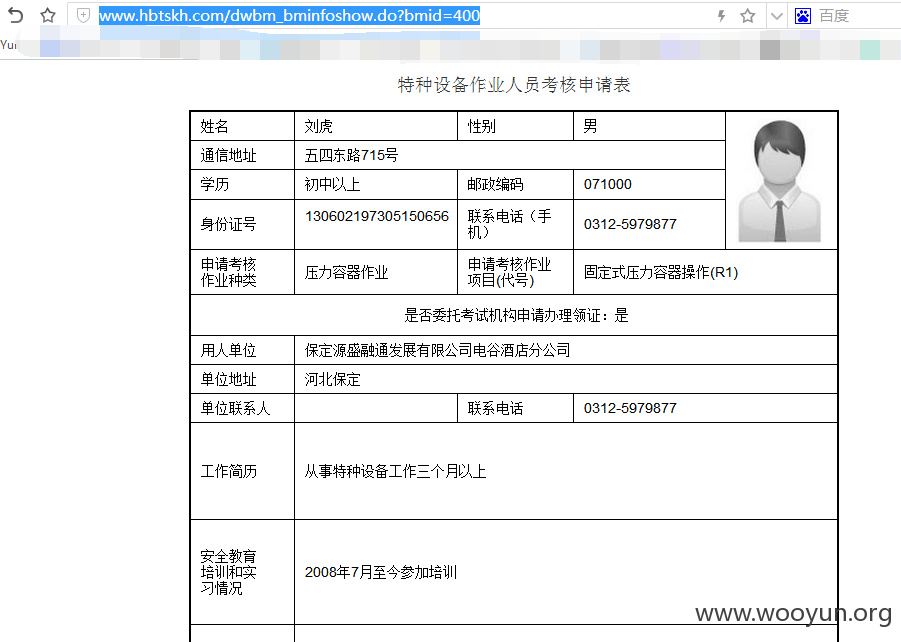 www.hbtskh.com/dwbm_bminfoshow.do?bmid=400 百度
Yun
特种设备作业人员考核申请表
姓名 刘虎 性别 男
通信地址 五四东路715号
学历 初中以上 邮政编码 071000
身份证号 130602197305150656 联系电话（手
机） 0312-5979877
申请考核
作业种类 压力容器作业 申请考核作业
项目(代号) 固定式压力容器操作(R1)
是否委托考试机构申请办理领证：是
用人单位 保定源盛融通发展有限公司电谷酒店分公司
单位地址 河北保定
单位联系人 联系电话 0312-5979877
工作简历 从事特种设备工作三个月以上
安全教育
培训和实
习情况 2008年7月至今参加培训
www.wooyun.org